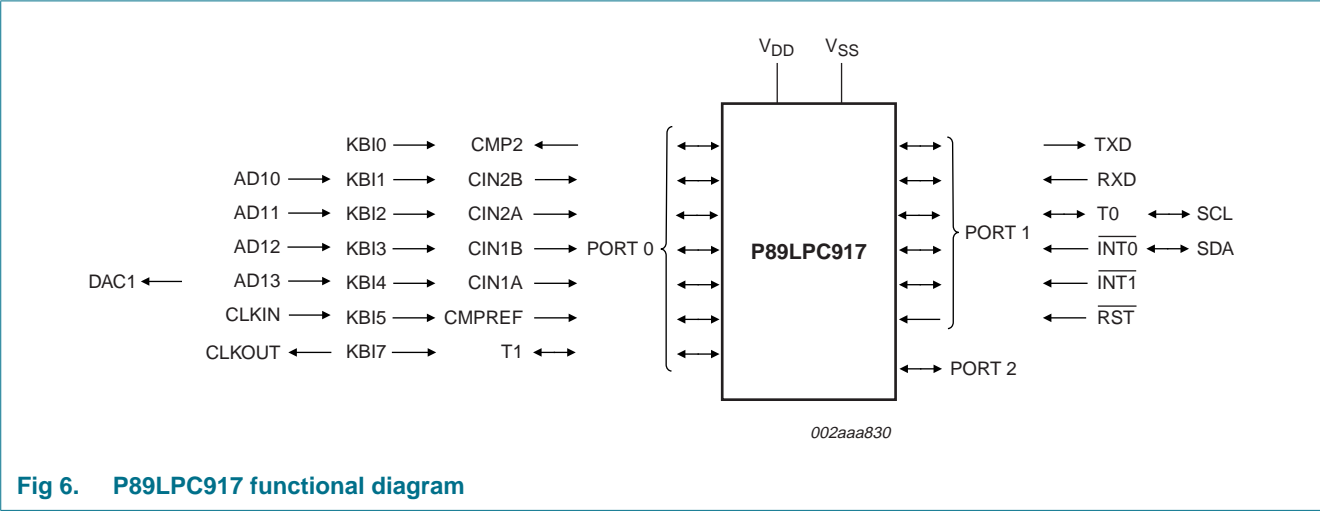 VDD VSS
KBI0 CMP2 TXD
AD10 KBI1 CIN2B RXD
AD11 KBI2 CIN2A T0 SCL
PORT 1
AD12 KBI3 CIN1B PORT 0 P89LPC917 INT0 SDA
DAC1 AD13 KBI4 CIN1A INT1
CLKIN KBI5 CMPREF RST
CLKOUT KBI7 T1
PORT 2
002aaa830
Fig 6. P89LPC917 functional diagram